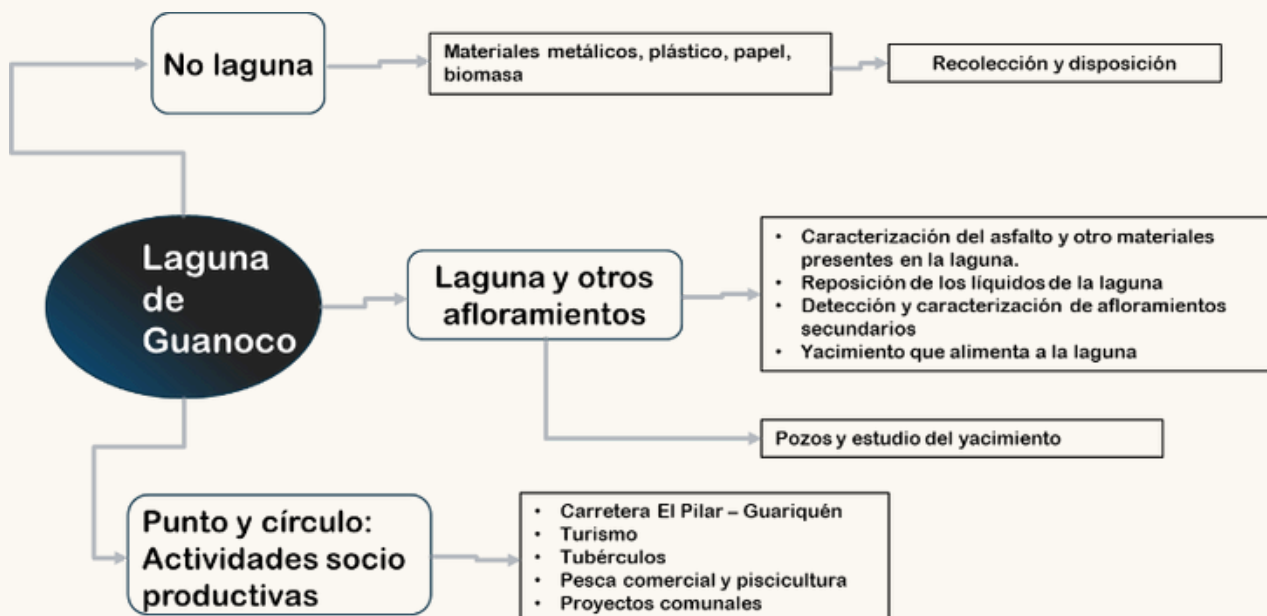 No laguna
Materiales metálicos, plástico, papel,
biomasa
Recolección y disposición
Laguna
de
Guanoco
Laguna y otros
afloramientos
• Caracterización del asfalto y otro materiales
presentes en la laguna.
• Reposición de los líquidos de la laguna
• Detección y caracterización de afloramientos
secundarios
• Yacimiento que alimenta a la laguna
Pozos y estudio del yacimiento
Punto y círculo:
Actividades socio
productivas
• Carretera El Pilar – Guariquén
• Turismo
• Tubérculos
• Pesca comercial y piscicultura
• Proyectos comunales